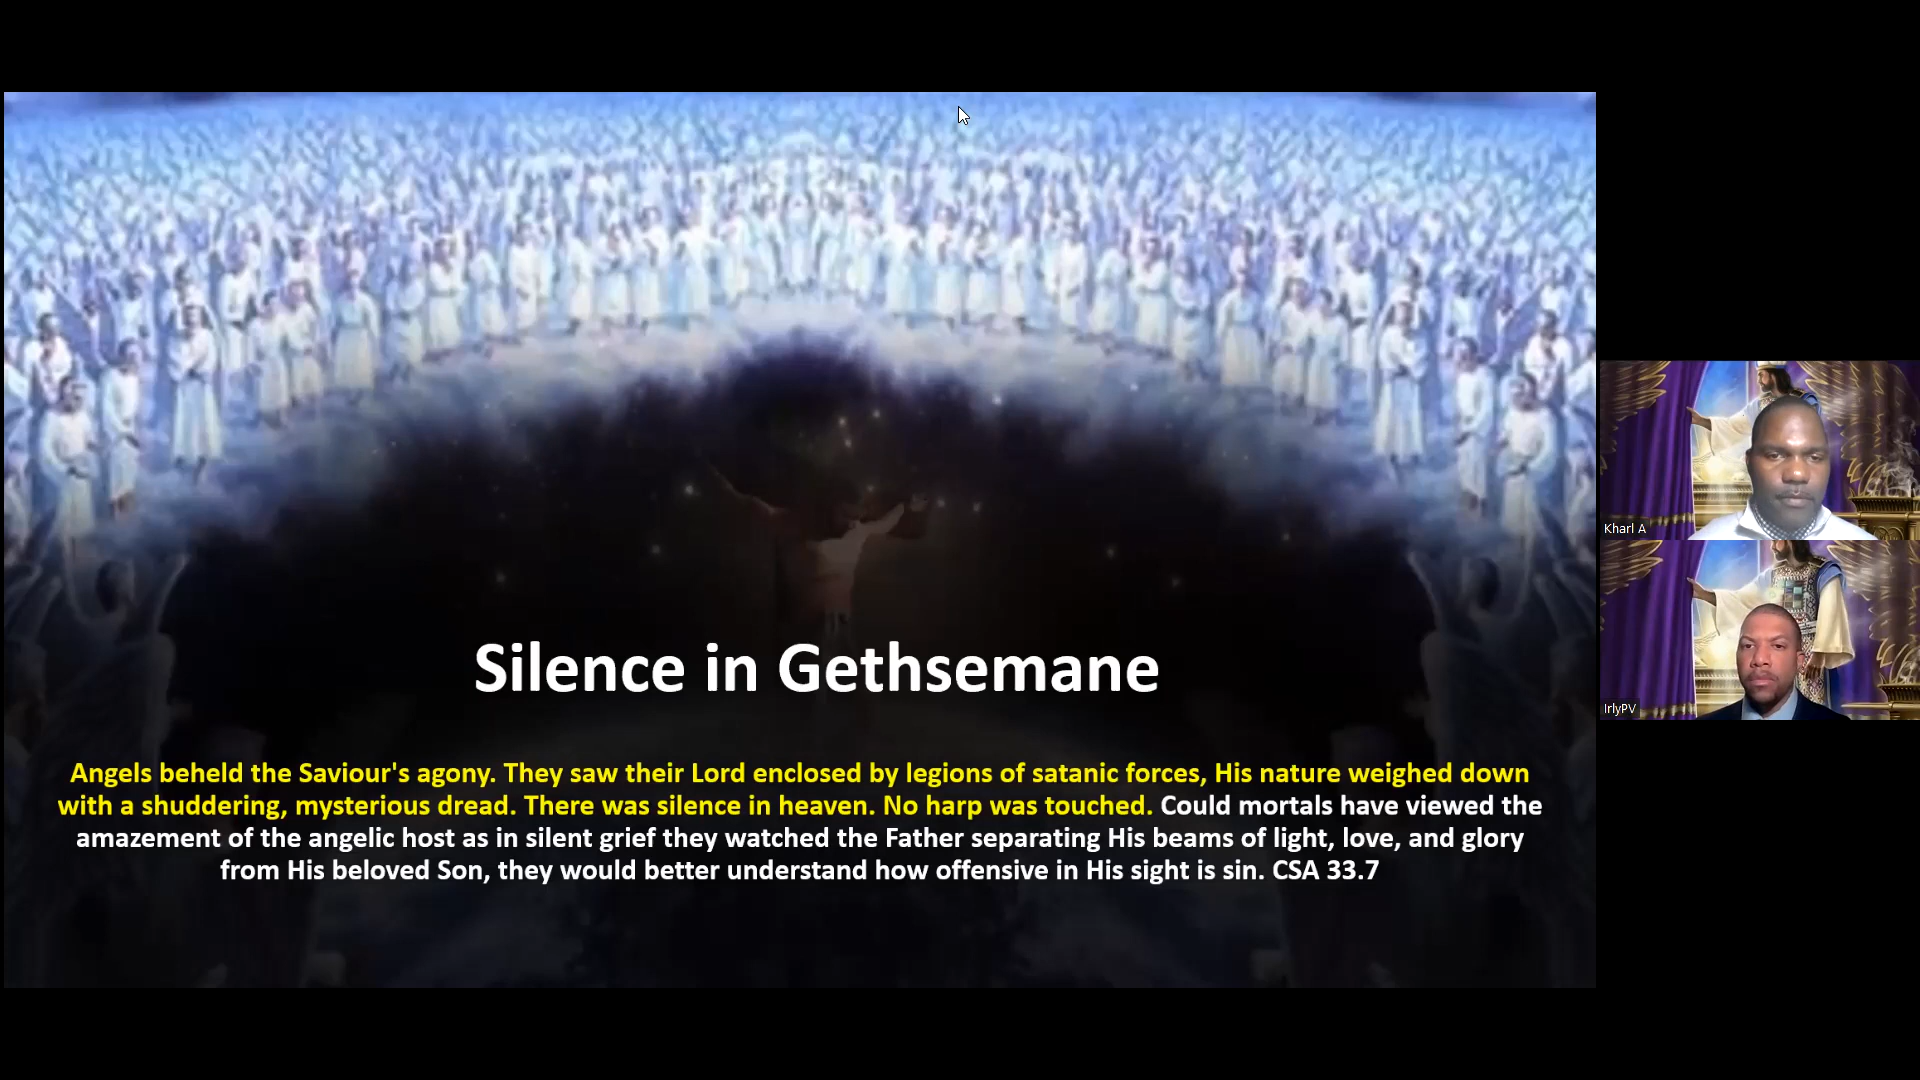 Silence in Gethsemane
Angels beheld the Saviour's agony. They saw their Lord enclosed by legions of satanic forces, His nature weighed down
with a shuddering, mysterious dread. There was silence in heaven. No harp was touched. Could mortals have viewed the
amazement of the angelic host as in silent grief they watched the Father separating His beams of light, love, and glory
from His beloved Son, they would better understand how offensive in His sight is sin. CSA 33.7
Kharl A
IrlyPV